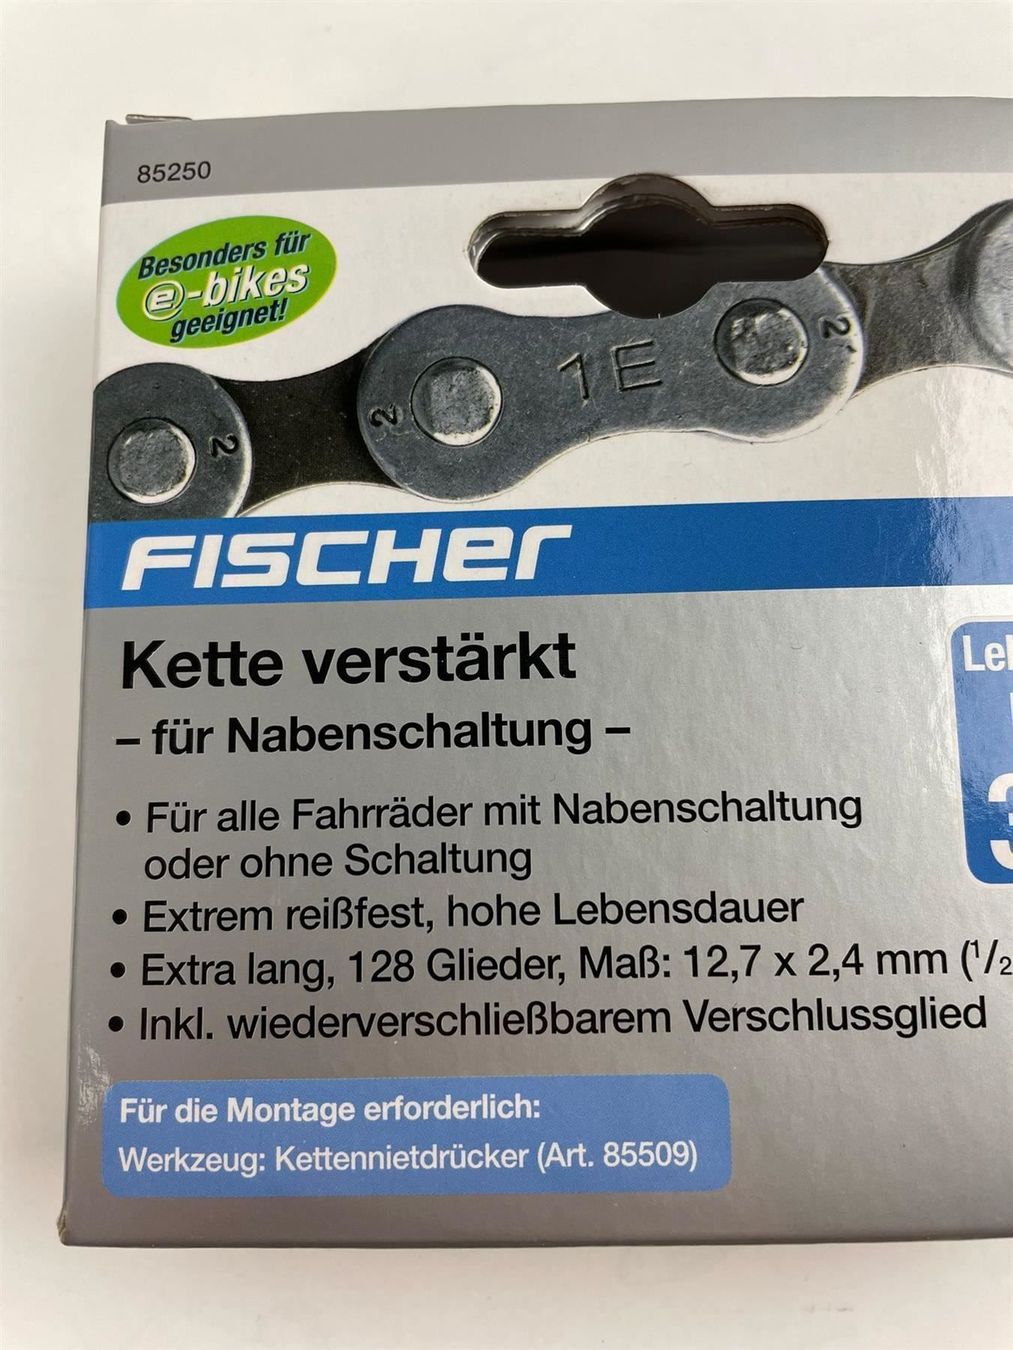 85250
Besonders für
e-bikes
geeignet!
2 1E 2
2
FISCHER
Kette verstärkt
– für Nabenschaltung –
• Für alle Fahrräder mit Nabenschaltung
oder ohne Schaltung
• Extrem reißfest, hohe Lebensdauer
• Extra lang, 128 Glieder, Maß: 12,7 x 2,4 mm (1/2
• Inkl. wiederverschließbarem Verschlussglied
Für die Montage erforderlich:
Werkzeug: Kettennietdrücker (Art. 85509)